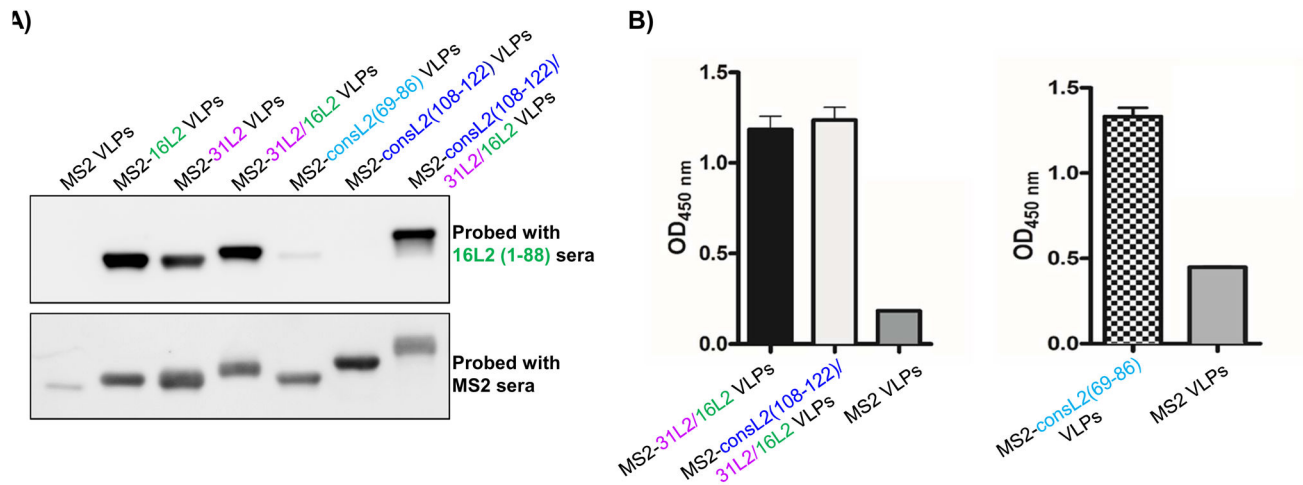 A)
MS2 VLPs
MS2-16L2 VLPs
MS2-31L2 VLPs
MS2-31L2/16L2 VLPs
MS2-consL2(69-86) VLPs
MS2-consL2(108-122) VLPs
MS2-consL2(108-122)/
31L2/16L2 VLPs
Probed with
16L2 (1-88) sera
Probed with
MS2 sera
B)
1.5
1.0
0.5
0.0
OD450 nm
MS2-31L2/16L2 VLPs
MS2-consL2(108-122)/
31L2/16L2 VLPs
MS2 VLPs
1.5
1.0
0.5
0.0
OD450 nm
MS2-consL2(69-86)
VLPs
MS2 VLPs